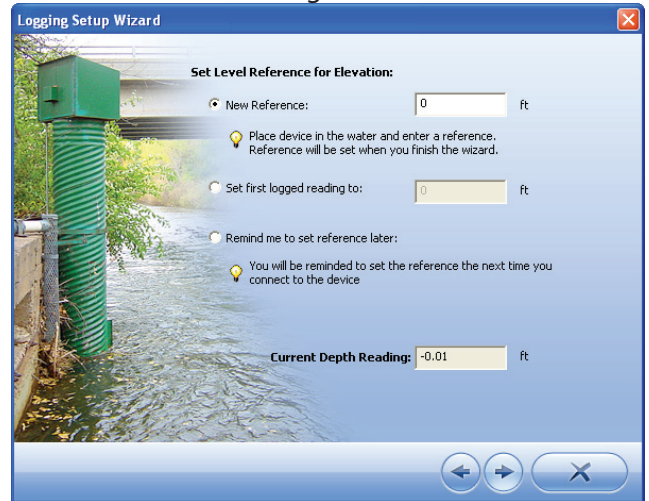 Logging Setup Wizard
Set Level Reference for Elevation:
New Reference:
0
ft
Place device in the water and enter a reference.
Reference will be set when you finish the wizard.
Set first logged reading to:
0
ft
Remind me to set reference later:
You will be reminded to set the reference the next time you
connect to the device
Current Depth Reading:
-0.01
ft